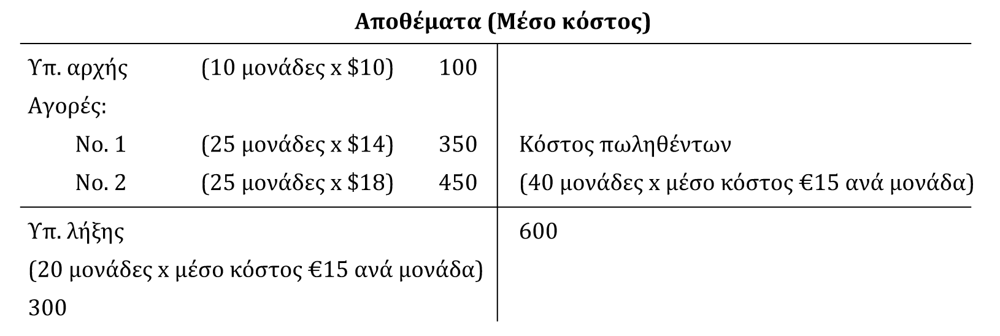 Αποθέματα (Μέσο κόστος)
Υπ. αρχής (10 μονάδες x $10) 100
Αγορές:
No. 1 (25 μονάδες x $14) 350 Κόστος πωληθέντων
No. 2 (25 μονάδες x $18) 450 (40 μονάδες x μέσο κόστος €15 ανά μονάδα)
Υπ. λήξης 600
(20 μονάδες x μέσο κόστος €15 ανά μονάδα)
300